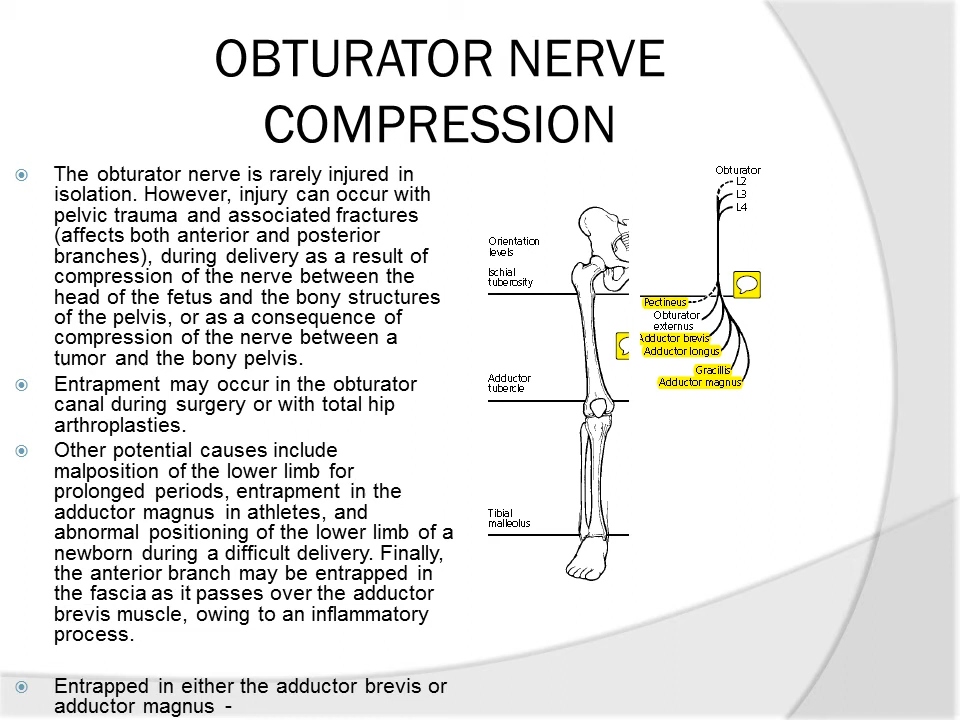 OBTURATOR NERVE
COMPRESSION
The obturator nerve is rarely injured in
isolation. However, injury can occur with
pelvic trauma and associated fractures
(affects both anterior and posterior
branches), during delivery as a result of
compression of the nerve between the
head of the fetus and the bony structures
of the pelvis, or as a consequence of
compression of the nerve between a
tumor and the bony pelvis.
Entrapment may occur in the obturator
canal during surgery or with total hip
arthroplasties.
Other potential causes include
malposition of the lower limb for
prolonged periods, entrapment in the
adductor magnus in athletes, and
abnormal positioning of the lower limb of a
newborn during a difficult delivery. Finally,
the anterior branch may be entrapped in
the fascia as it passes over the adductor
brevis muscle, owing to an inflammatory
process.
Entrapped in either the adductor brevis or
adductor magnus -
Orientation
levels
Ischial
tuberosity
Adductor
tubercle
Tibial
malleolus
Obturator
L2
L3
L4
Pectineus
Obturator
externus
Adductor brevis
Adductor longus
Gracillis
Adductor magnus